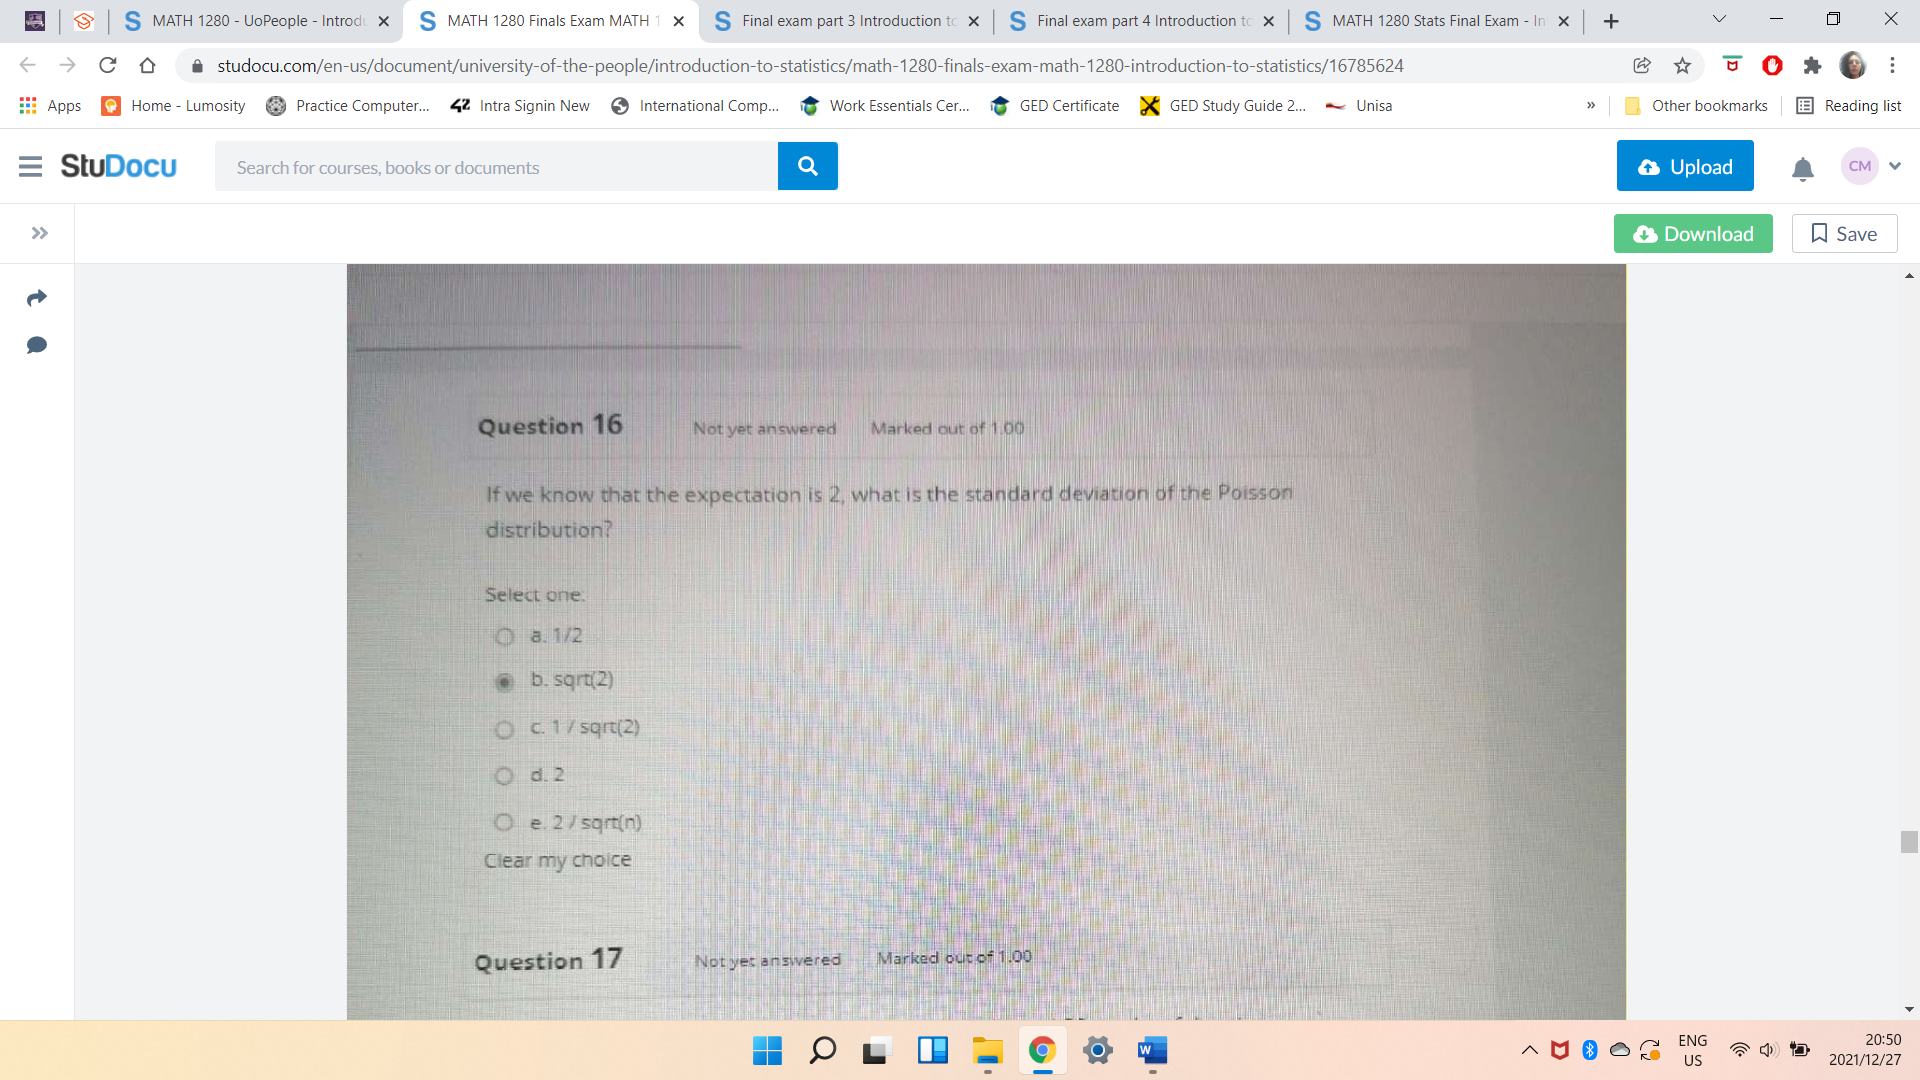 MATH 1280 - UoPeople - Introdu
MATH 1280 Finals Exam MATH 1
Final exam part 3 Introduction to
Final exam part 4 Introduction to
MATH 1280 Stats Final Exam - In
studocu.com/en-us/document/university-of-the-people/introduction-to-statistics/math-1280-finals-exam-math-1280-introduction-to-statistics/16785624
Apps
Home - Lumosity
Practice Computer...
Intra Signin New
International Comp...
Work Essentials Cer...
GED Certificate
GED Study Guide 2...
Unisa
»
Other bookmarks
Reading list
StuDocu
Search for courses, books or documents
Upload
CM
Download
Save
Question 16 Not yet answered Marked out of 1.00
If we know that the expectation is 2, what is the standard deviation of the Poisson
distribution?
Select one:
a. 1/2
b. sqrt(2)
c. 1 / sqrt(2)
d. 2
e. 2 / sqrt(n)
Clear my choice
Question 17 Not yet answered Marked out of 1.00
ENG
US
20:50
2021/12/27